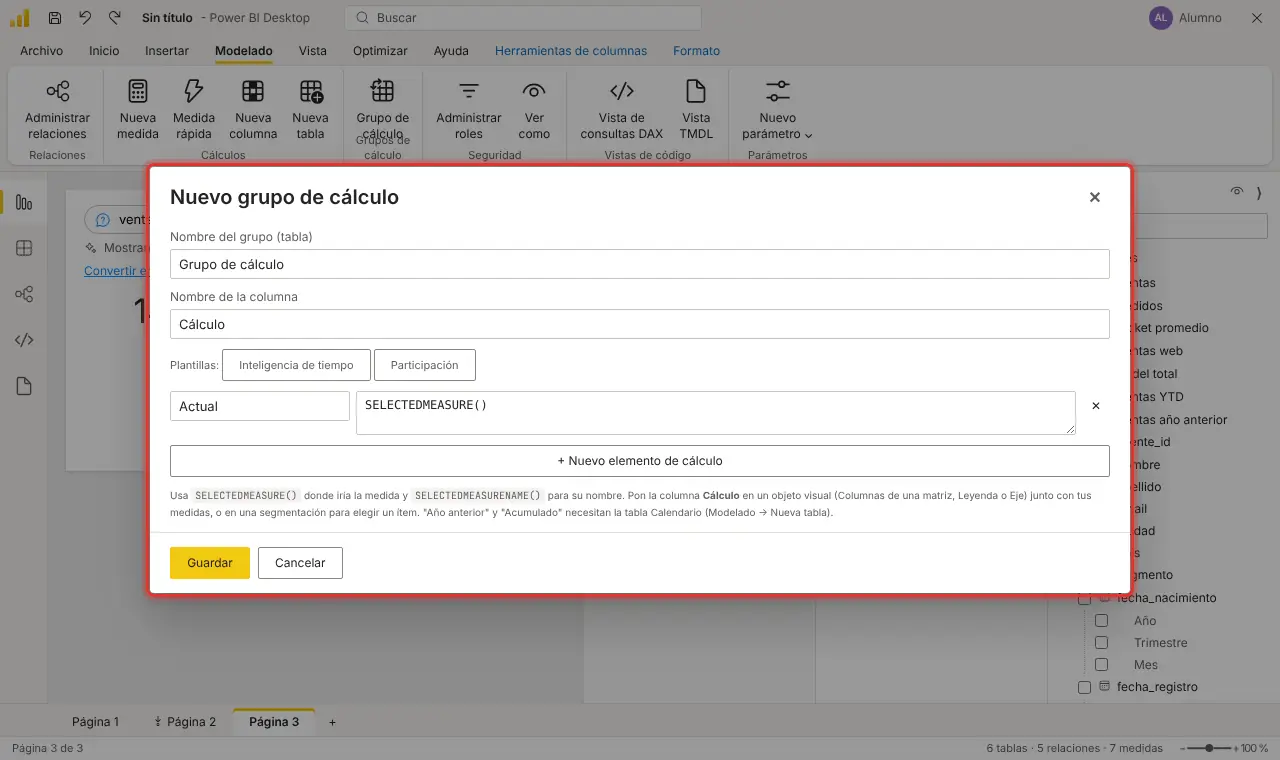 Sin título - Power BI Desktop
Buscar
AL Alumno
Archivo Inicio Insertar Modelado Vista Optimizar Ayuda Herramientas de columnas Formato
Administrar relaciones
Nueva medida
Medida rápida
Nueva columna
Nueva tabla
Grupo de cálculo
Administrar roles
Ver como
Vista de consultas DAX
Vista TMDL
Nuevo parámetro
Relaciones
Cálculos
Grupos de cálculo
Seguridad
Vistas de código
Parámetros
Nuevo grupo de cálculo
Nombre del grupo (tabla)
Grupo de cálculo
Nombre de la columna
Cálculo
Plantillas: Inteligencia de tiempo Participación
Actual SELECTEDMEASURE()
+ Nuevo elemento de cálculo
Usa SELECTEDMEASURE() donde iría la medida y SELECTEDMEASURENAME() para su nombre. Pon la columna Cálculo en un objeto visual (Columnas de una matriz, Leyenda o Eje) junto con tus
medidas, o en una segmentación para elegir un ítem. "Año anterior" y "Acumulado" necesitan la tabla Calendario (Modelado → Nueva tabla).
Guardar Cancelar
promedio
web
del total
YTD
año anterior
fecha_nacimiento
Año
Trimestre
Mes
fecha_registro
Página 1 Página 2 Página 3 +
Página 3 de 3
6 tablas · 5 relaciones · 7 medidas
- + 100 %